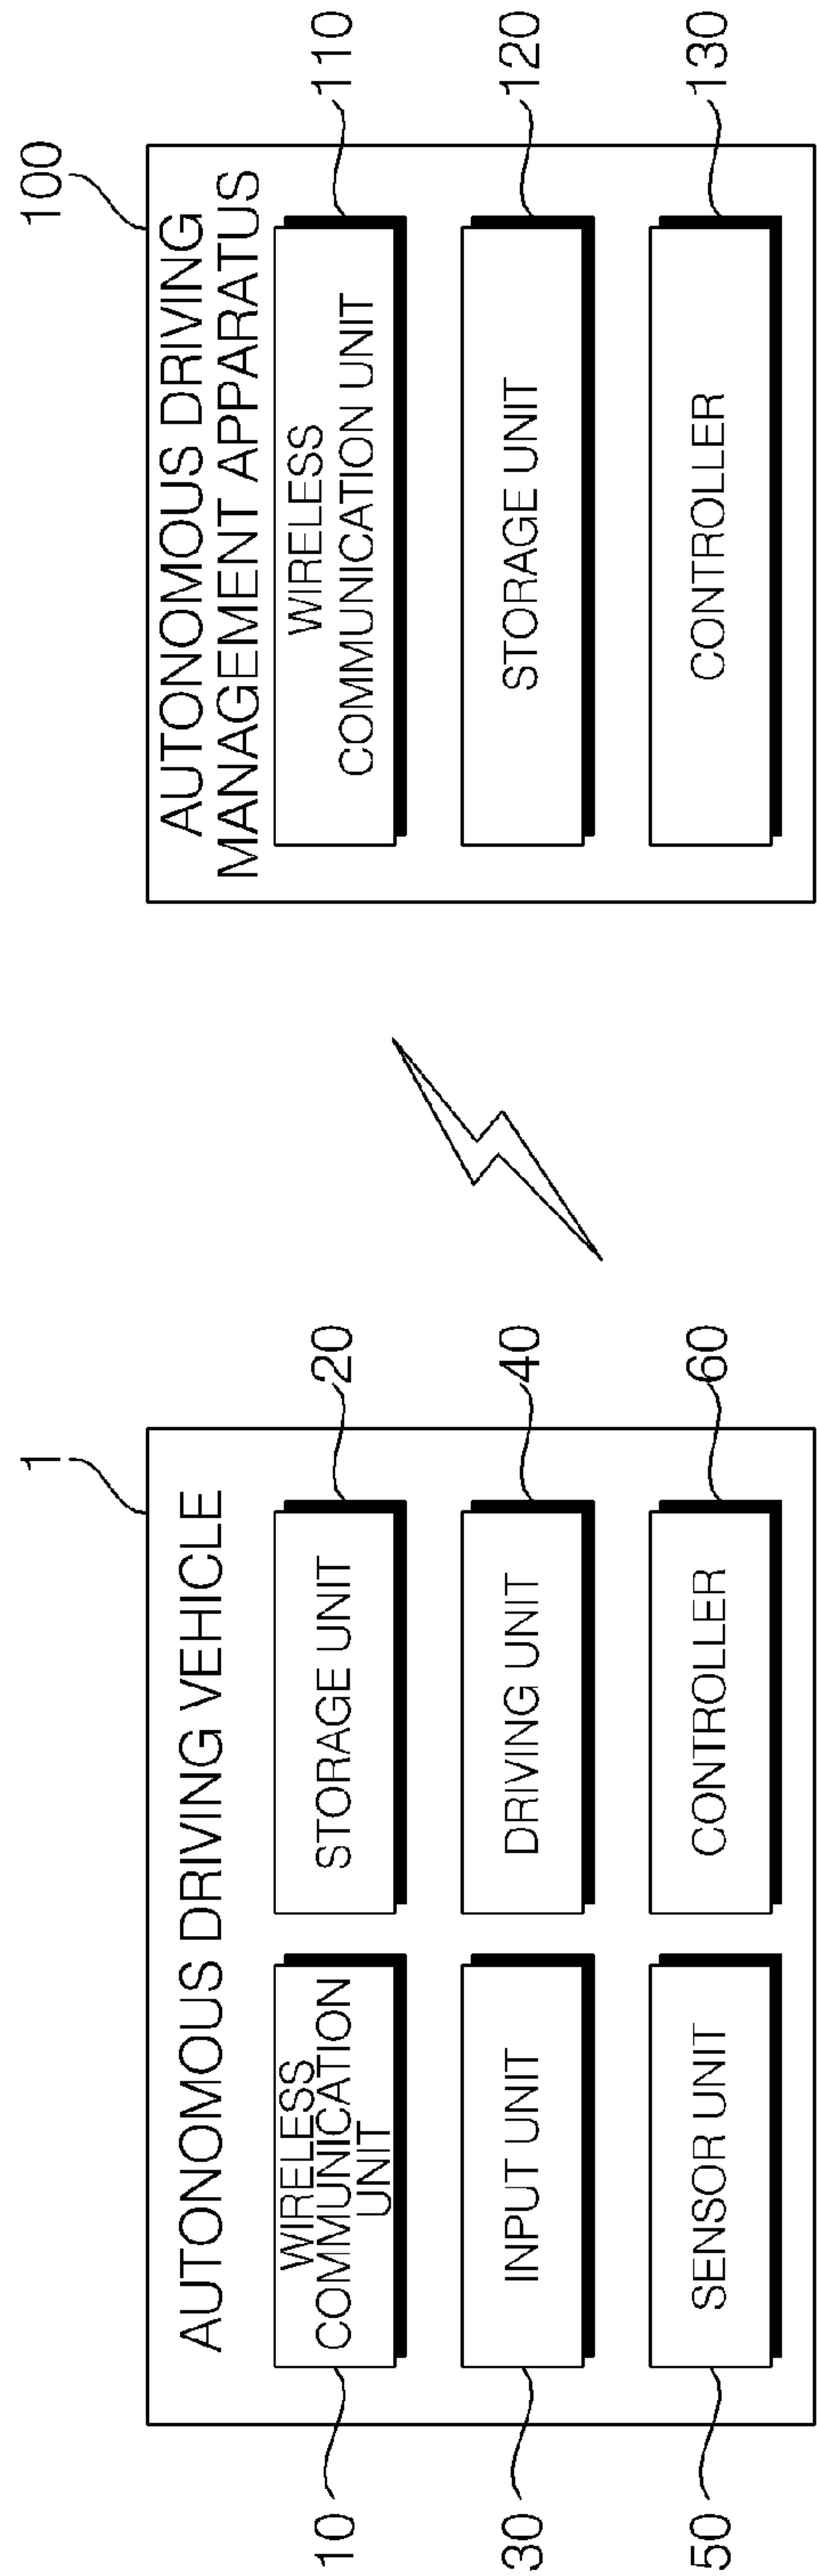 1
AUTONOMOUS DRIVING VEHICLE
10
WIRELESS
COMMUNICATION
UNIT
STORAGE UNIT
20
30
INPUT UNIT
DRIVING UNIT
40
50
SENSOR UNIT
CONTROLLER
60
100
AUTONOMOUS DRIVING
MANAGEMENT APPARATUS
WIRELESS
COMMUNICATION UNIT
110
STORAGE UNIT
120
CONTROLLER
130